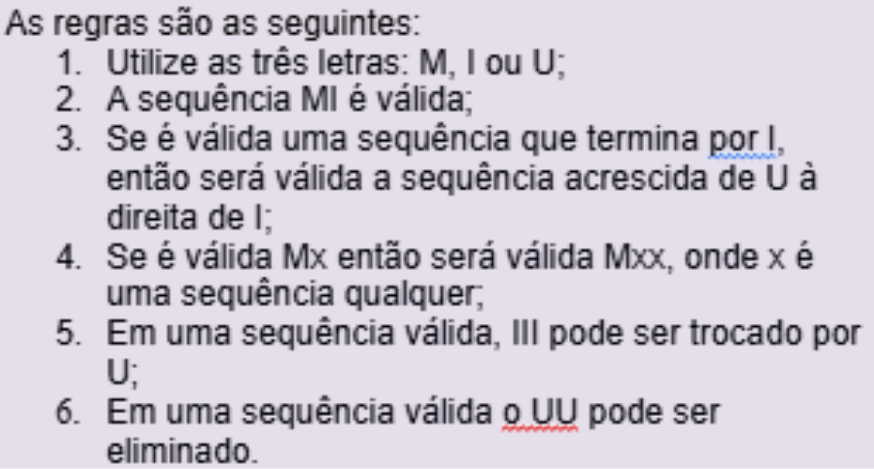 As regras são as seguintes:
1. Utilize as três letras: M, I ou U;
2. A sequência MI é válida;
3. Se é válida uma sequência que termina por I,
então será válida a sequência acrescida de U à
direita de I;
4. Se é válida Mx então será válida Mxx, onde x é
uma sequência qualquer;
5. Em uma sequência válida, III pode ser trocado por
U;
6. Em uma sequência válida o UU pode ser
eliminado.